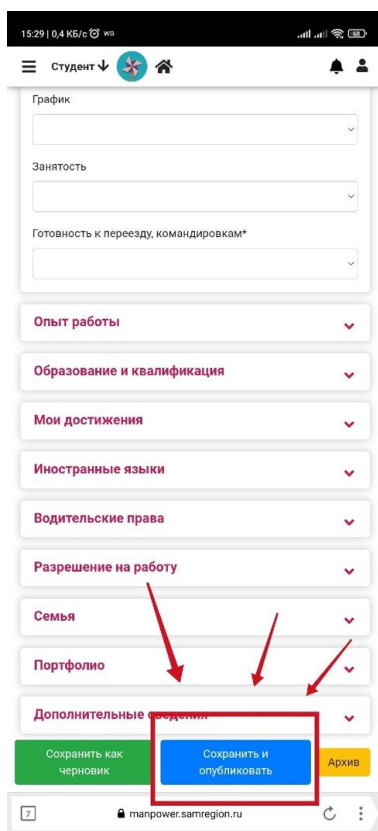 15:29 | 0,4 КБ/с WB 68
Студент
График
Занятость
Готовность к переезду, командировкам*
Опыт работы
Образование и квалификация
Мои достижения
Иностранные языки
Водительские права
Разрешение на работу
Семья
Портфолио
Дополнительные сведения
Сохранить как
черновик
Сохранить и
опубликовать
Архив
7 manpower.samregion.ru